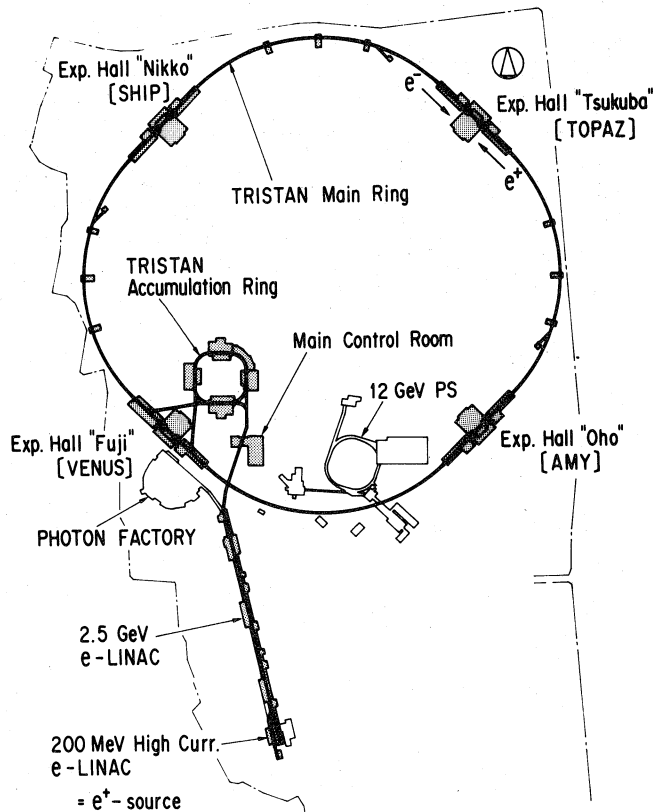 Exp. Hall "Nikko"
[SHIP]
e⁻
Exp. Hall "Tsukuba"
[TOPAZ]
e⁺
TRISTAN Main Ring
TRISTAN
Accumulation Ring
Main Control Room
12 GeV PS
Exp. Hall "Fuji"
[VENUS]
Exp. Hall "Oho"
[AMY]
PHOTON FACTORY
2.5 GeV
e-LINAC
200 MeV High Curr.
e-LINAC
= e⁺- source